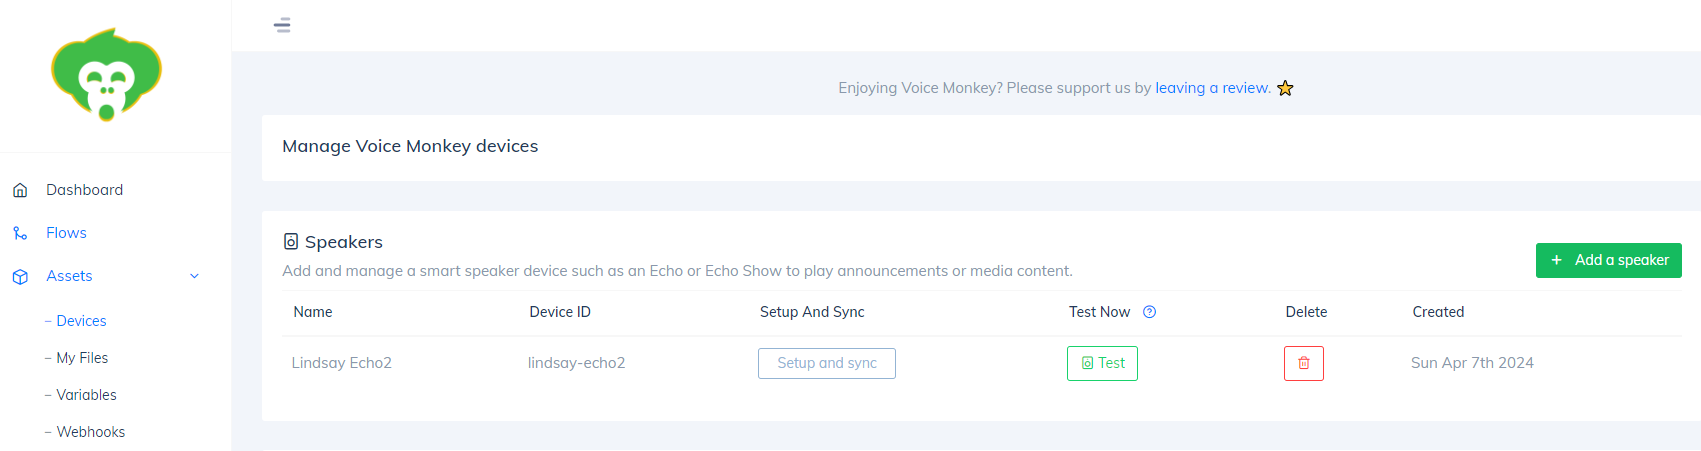 Enjoying Voice Monkey? Please support us by leaving a review.
Manage Voice Monkey devices
Dashboard
Flows
Assets
– Devices
– My Files
– Variables
– Webhooks
Speakers
Add and manage a smart speaker device such as an Echo or Echo Show to play announcements or media content.
+ Add a speaker
Name Device ID Setup And Sync Test Now ? Delete Created
Lindsay Echo2 lindsay-echo2 Setup and sync Test Sun Apr 7th 2024